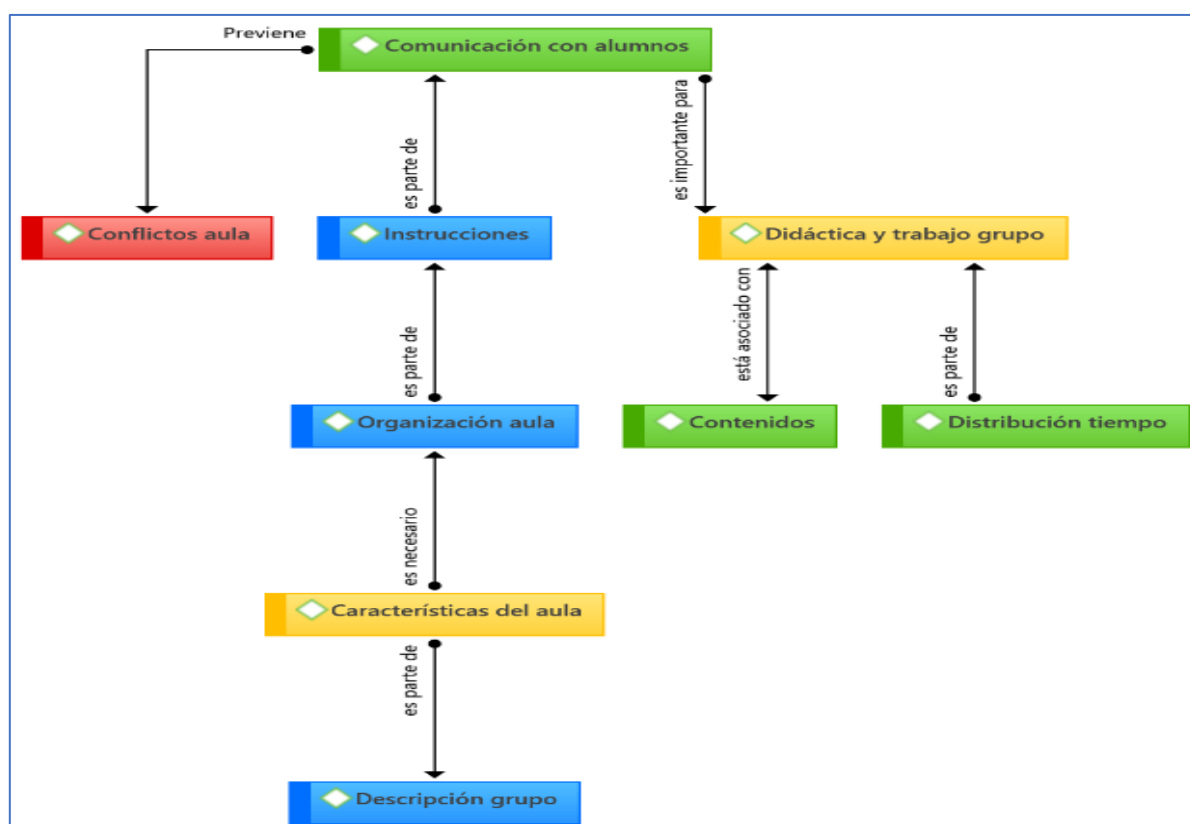 Previene
Comunicación con alumnos
es parte de
es importante para
Conflictos aula
Instrucciones
Didáctica y trabajo grupo
es parte de
está asociado con
es parte de
Organización aula
Contenidos
Distribución tiempo
es necesario
Características del aula
es parte de
Descripción grupo